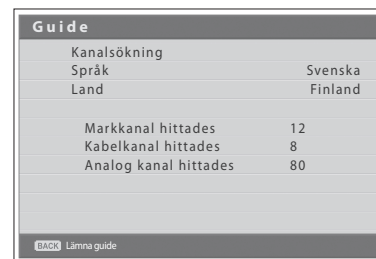 Guide
Kanalsökning
Språk Svenska
Land Finland
Markkanal hittades 12
Kabelkanal hittades 8
Analog kanal hittades 80
BACK Lämna guide